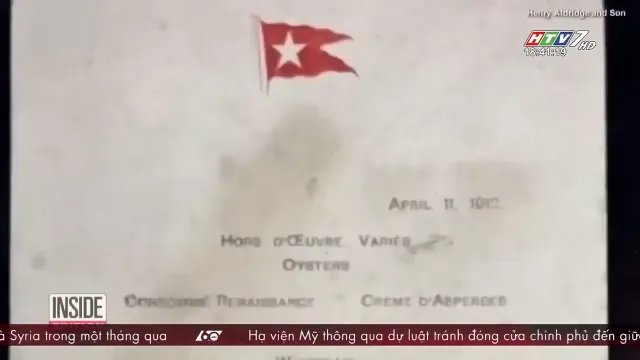 Henry Aldridge and Son
HTV7 HD
18:41:19
APRIL 11, 1912.
HORS D'ŒUVRE VARIÉS
OYSTERS
CONSOMMÉ RENAISSANCE CREME D'ASPERGES
INSIDE
EDITION
à Syria trong một tháng qua 60 Hạ viện Mỹ thông qua dự luật tránh đóng cửa chính phủ đến giữ